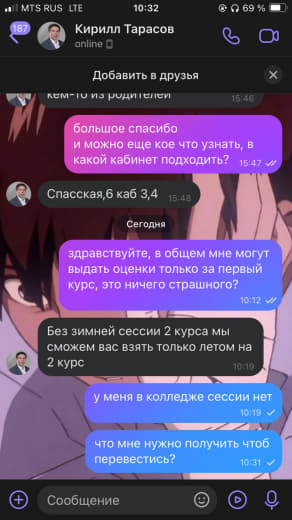 MTS RUS LTE 10:32 69 %
187
Кирилл Тарасов
online
Добавить в друзья
кем-то из родителей
15:46
большое спасибо
и можно еще кое что узнать, в
какой кабинет подходить?
15:47
Спасская,6 каб 3,4
15:48
Сегодня
здравствуйте, в общем мне могут
выдать оценки только за первый
курс, это ничего страшного?
10:12
Без зимней сессии 2 курса мы
сможем вас взять только летом на
2 курс
10:19
у меня в колледже сессии нет
10:19
что мне нужно получить чтоб
перевестись?
10:31
Сообщение